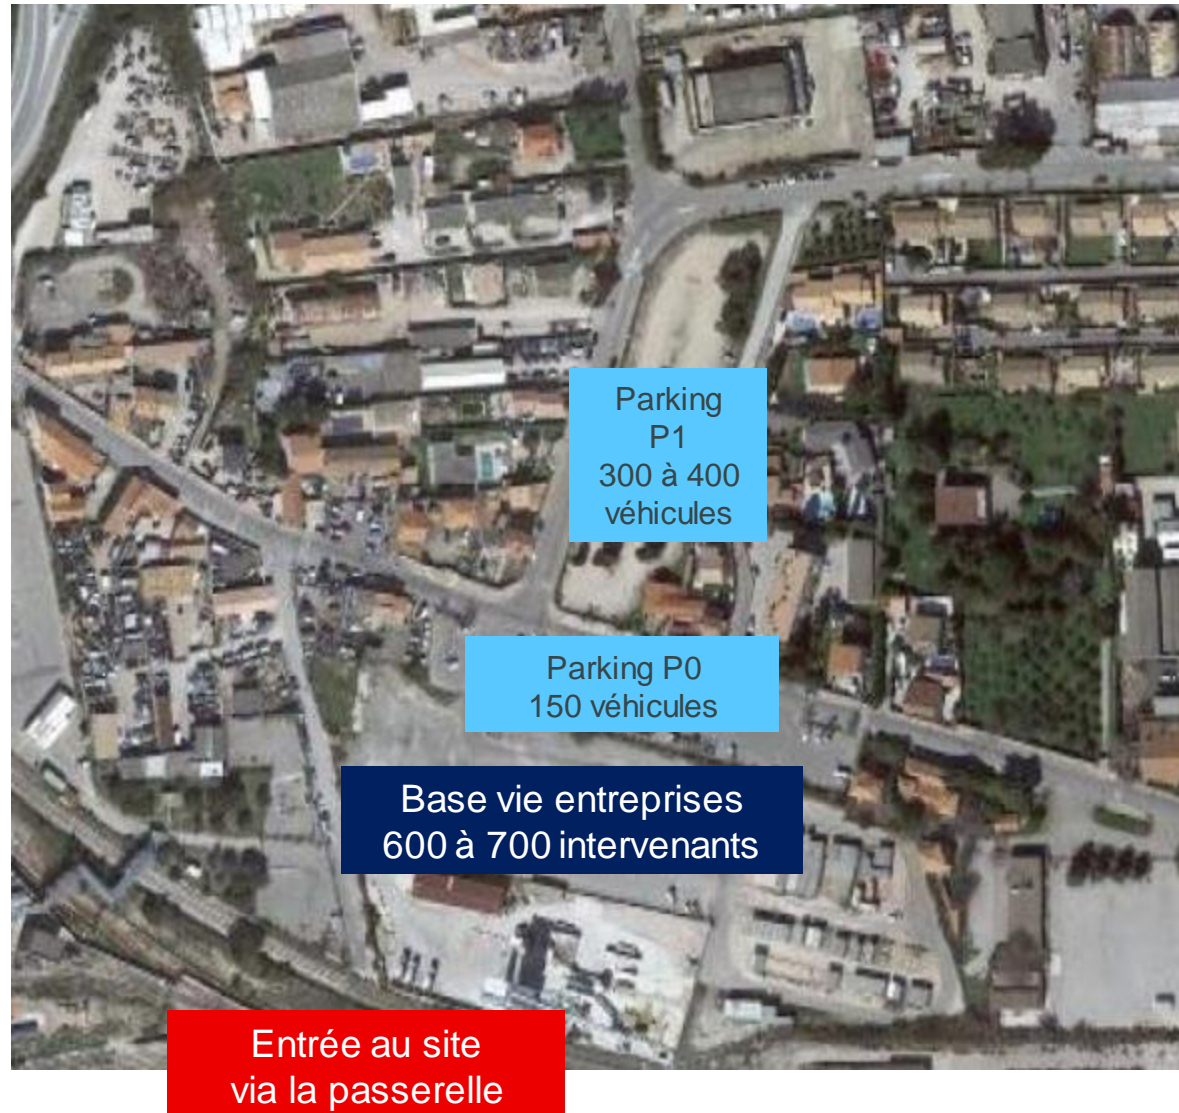 Parking
P1
300 à 400
véhicules
Parking P0
150 véhicules
Base vie entreprises
600 à 700 intervenants
Entrée au site
via la passerelle